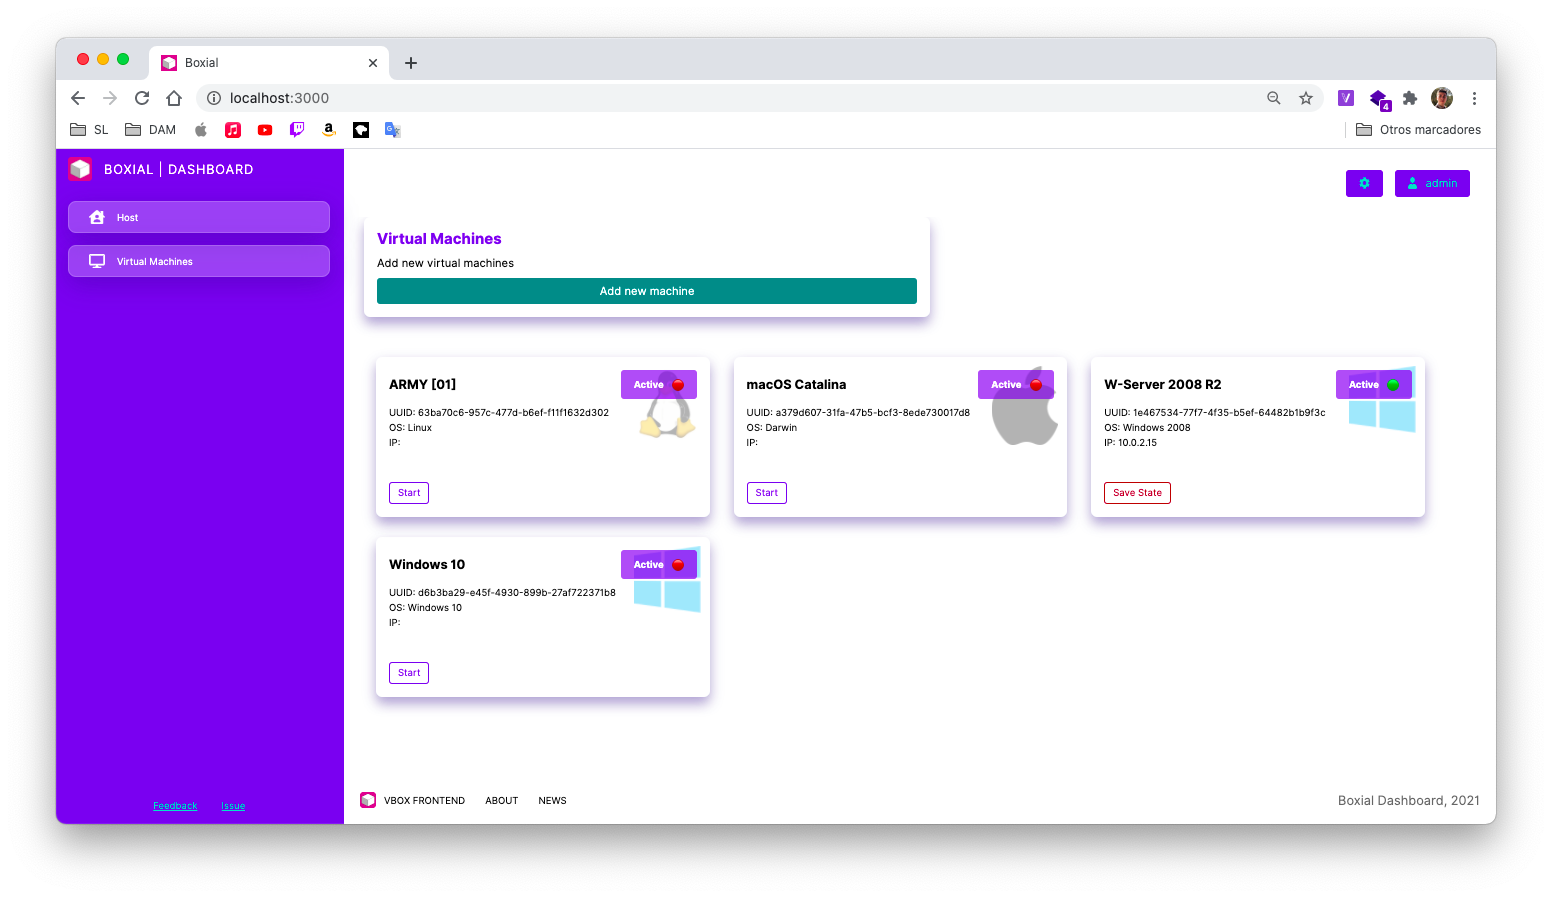 Boxial
localhost:3000
4
SL
DAM
Otros marcadores
BOXIAL | DASHBOARD
admin
Host
Virtual Machines
Virtual Machines
Add new virtual machines
Add new machine
ARMY [01]
Active
UUID: 63ba70c6-957c-477d-b6ef-f11f1632d302
OS: Linux
IP:
Start
macOS Catalina
Active
UUID: a379d607-31fa-47b5-bcf3-8ede730017d8
OS: Darwin
IP:
Start
W-Server 2008 R2
Active
UUID: 1e467534-77f7-4f35-b5ef-64482b1b9f3c
OS: Windows 2008
IP: 10.0.2.15
Save State
Windows 10
Active
UUID: d6b3ba29-e45f-4930-899b-27af722371b8
OS: Windows 10
IP:
Start
Feedback
Issue
VBOX FRONTEND
ABOUT
NEWS
Boxial Dashboard, 2021